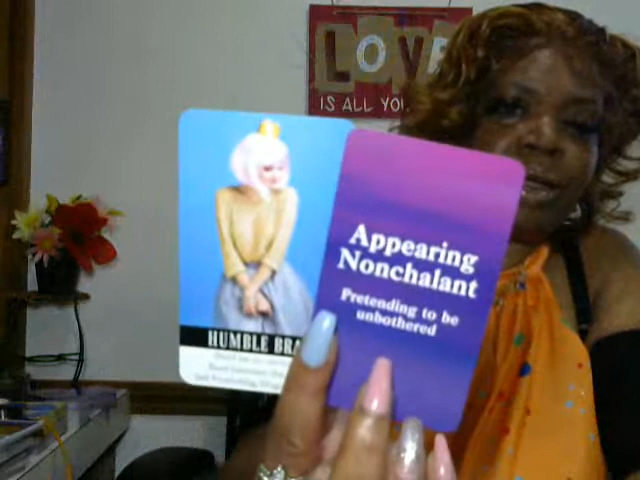 LOVE
IS ALL YOU
Appearing
Nonchalant
Pretending to be
unbothered
HUMBLE BRA